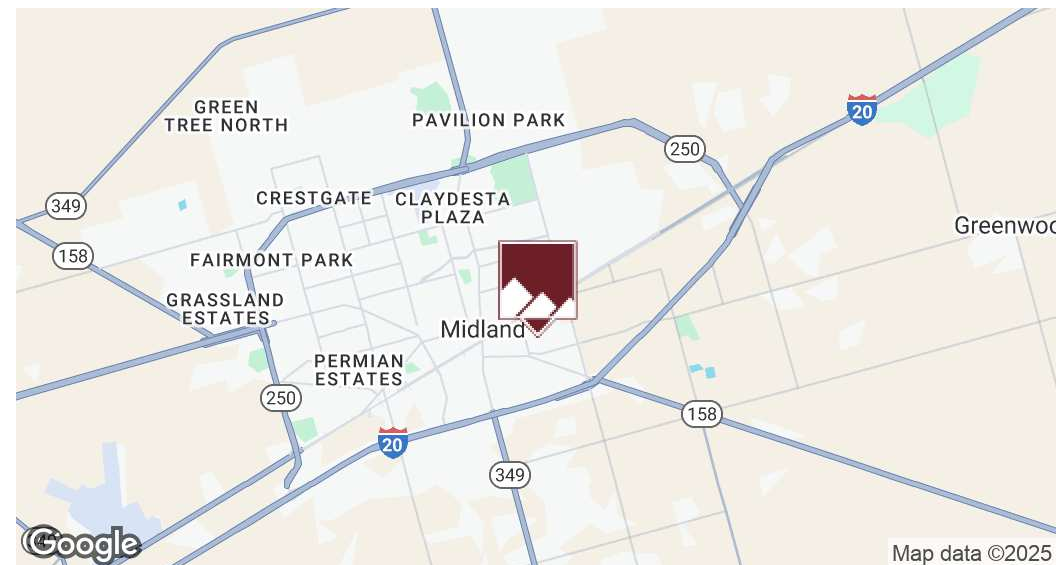 GREEN
TREE NORTH
PAVILION PARK
20
250
349
CRESTGATE
CLAYDESTA
PLAZA
Greenwoo
158
FAIRMONT PARK
GRASSLAND
ESTATES
Midland
PERMIAN
ESTATES
250
158
20
349
Google
Map data ©2025